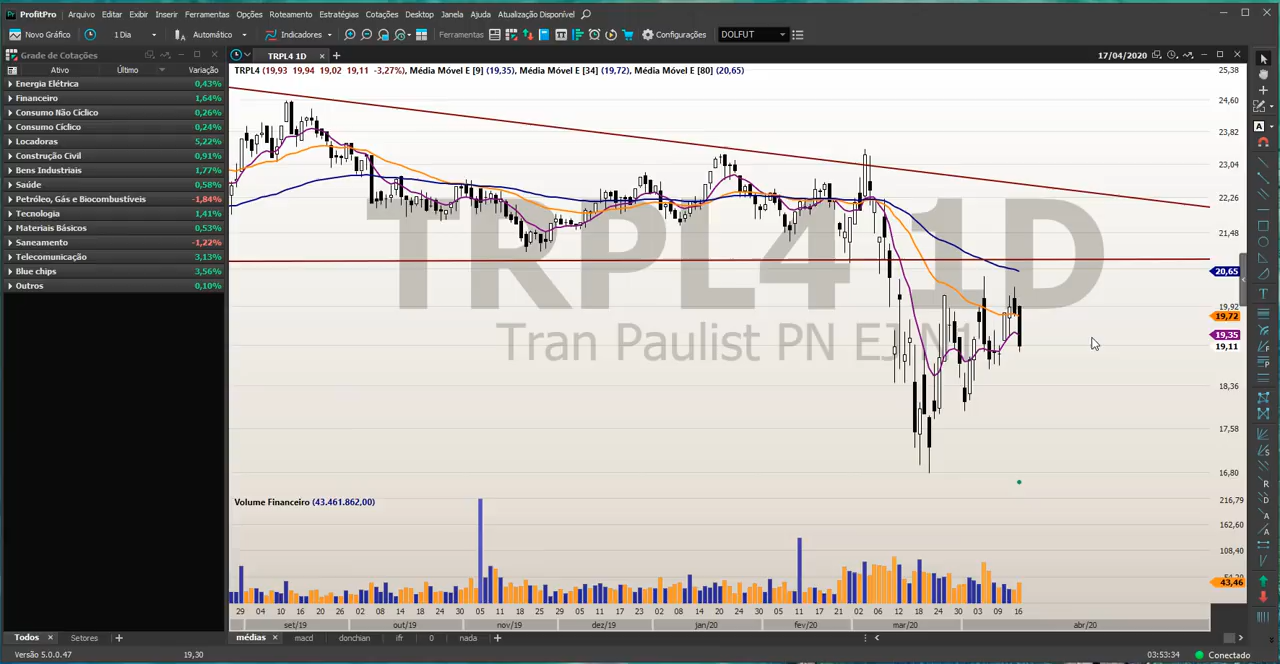 ProfitPro Arquivo Editar Exibir Inserir Ferramentas Opções Roteamento Estratégias Cotações Desktop Janela Ajuda Atualização Disponível
Novo Gráfico 1 Dia Automático Indicadores Ferramentas Configurações DOLFUT
Grade de Cotações
TRPL4 1D
17/04/2020
Ativo Último Variação
TRPL4 (19,93 19,94 19,02 19,11 -3,27%), Média Móvel E [9] (19,35), Média Móvel E [34] (19,72), Média Móvel E [80] (20,65)
Energia Elétrica 0,43%
Financeiro 1,64%
Consumo Não Cíclico 0,26%
Consumo Cíclico 0,24%
Locadoras 5,22%
Construção Civil 0,91%
Bens Industriais 1,77%
Saúde 0,58%
Petróleo, Gás e Biocombustíveis -1,84%
Tecnologia 1,41%
Materiais Básicos 0,53%
Saneamento -1,22%
Telecomunicação 3,13%
Blue chips 3,56%
Outros 0,10%
TRPL4 1D
Tran Paulist PN EJ N1
25,38
24,60
23,82
23,04
22,26
21,48
20,65
19,92
19,72
19,35
19,11
18,36
17,58
16,80
Volume Financeiro (43.461.862,00)
216,79
162,60
108,40
54,20
43,46
29 04 10 16 20 26 02 08 14 18 24 30 05 11 18 25 29 05 11 17 23 02 08 14 20 24 30 05 11 17 21 02 06 12 18 24 30 03 09 16
set/19 out/19 nov/19 dez/19 jan/20 fev/20 mar/20 abr/20
Todos Setores
médias macd donchian ifr 0 nada
Versão 5.0.0.47 19,30 03:53:34 Conectado